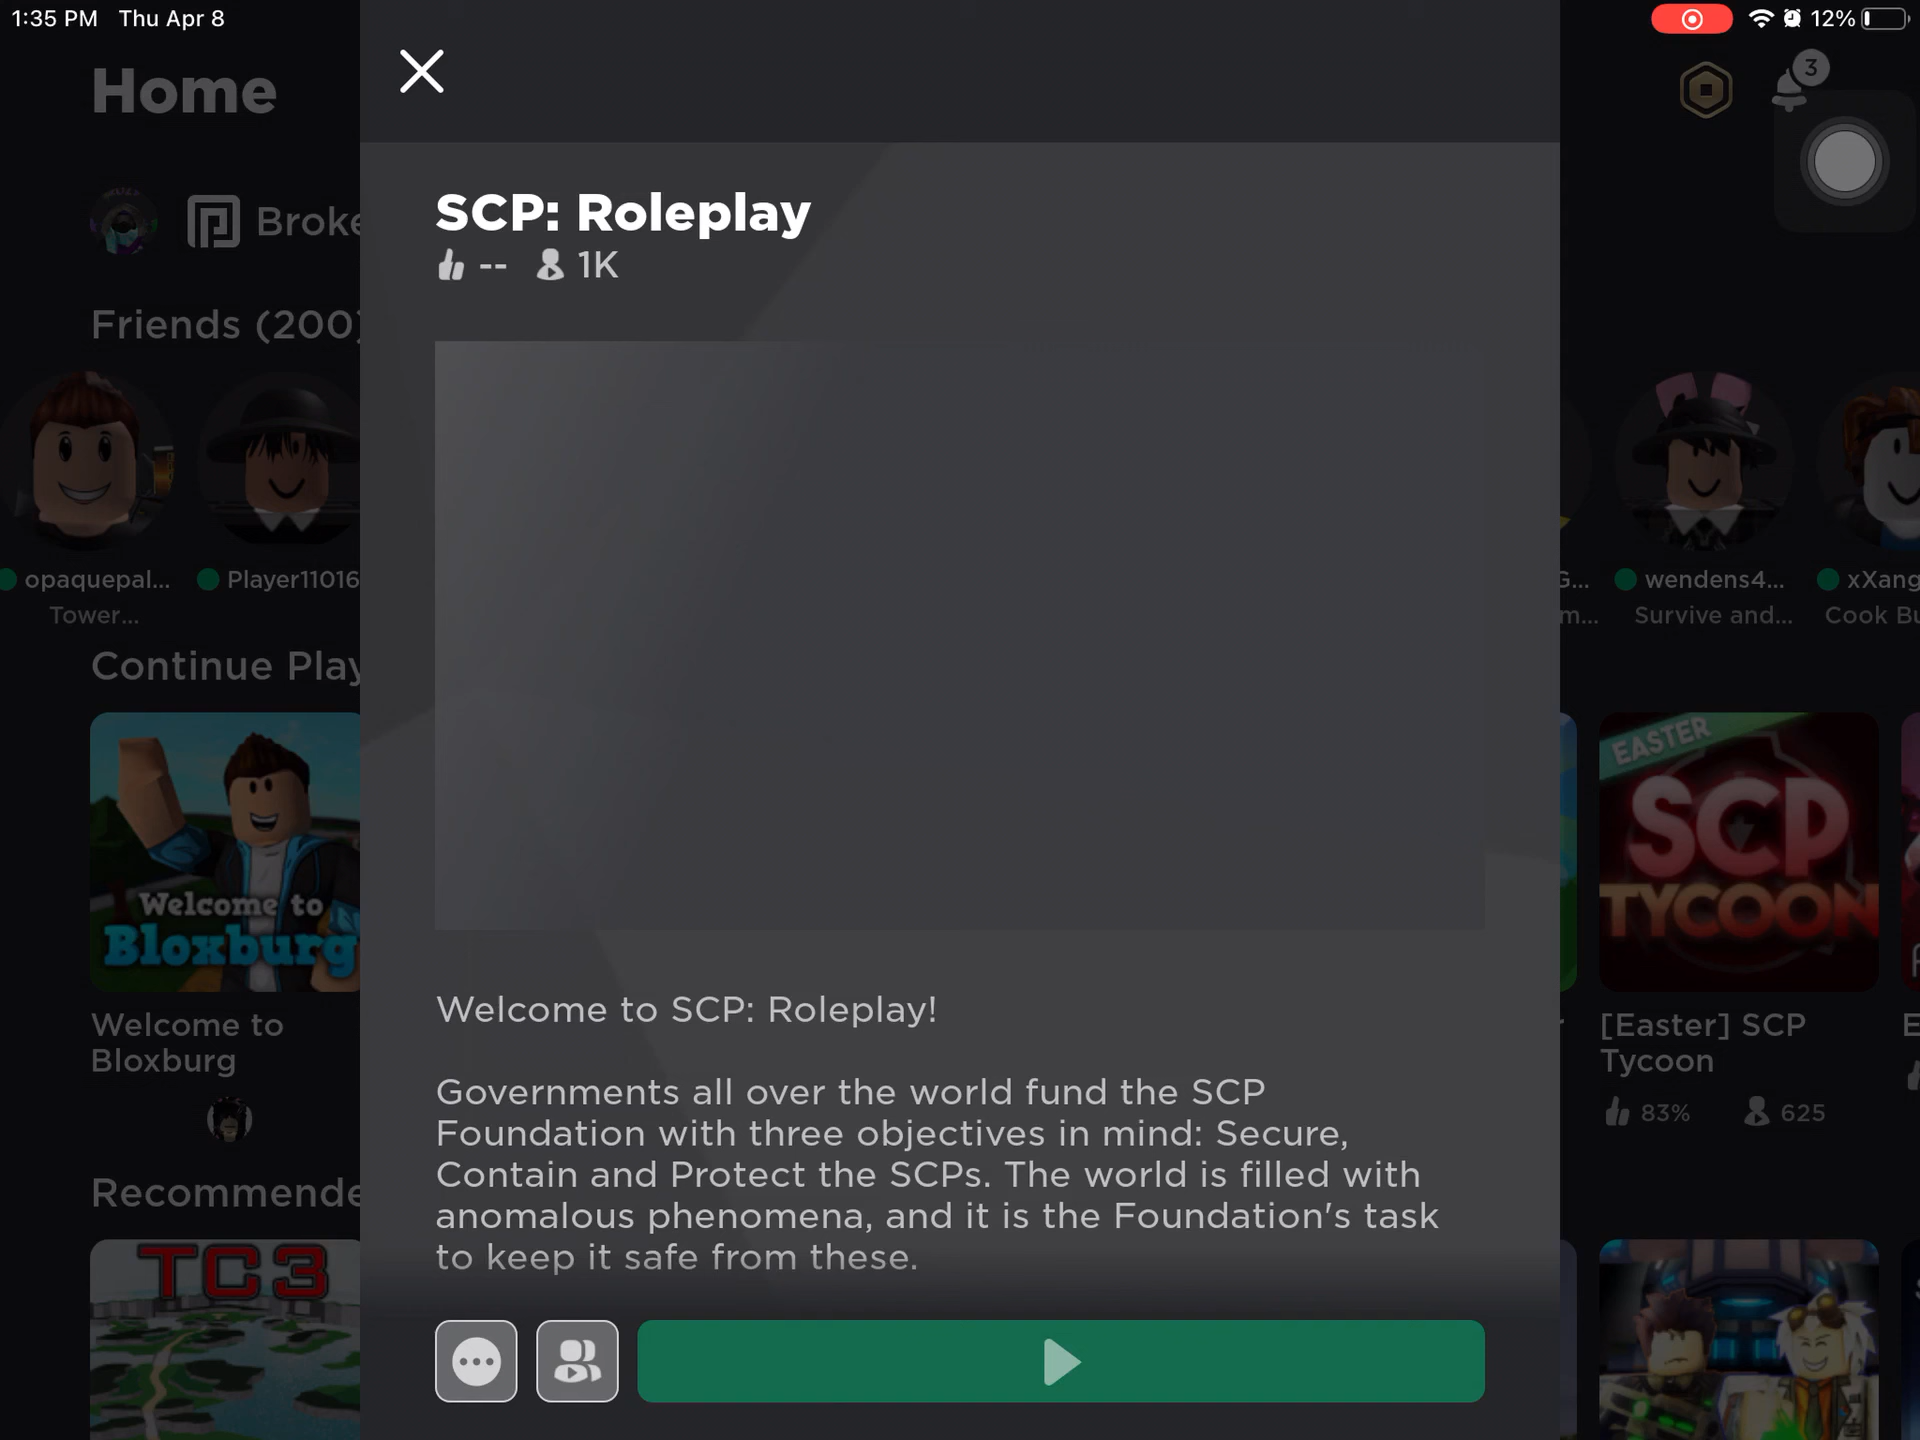 1:35 PM Thu Apr 8
12%
Home
3
SCP: Roleplay
-- 1K
Broke
Friends (200)
opaquepal...
Tower...
Player11016
G...
m...
wendens4...
Survive and...
xXang
Cook Bu
Continue Play
Welcome to
Bloxburg
EASTER
SCP
TYCOON
Welcome to
Bloxburg
[Easter] SCP
Tycoon
83% 625
Welcome to SCP: Roleplay!
Governments all over the world fund the SCP
Foundation with three objectives in mind: Secure,
Contain and Protect the SCPs. The world is filled with
anomalous phenomena, and it is the Foundation's task
to keep it safe from these.
Recommende
TC3